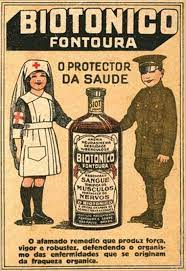 BIOTONICO
FONTOURA
O PROTECTOR
DA SAUDE
BIOTONICO
FONTOURA
SANGUE
MUSCULOS
NERVOS
O afamado remedio que produz força,
vigor e robustez, defendendo o organis-
mo das enfermidades que se originam
da fraqueza organica.